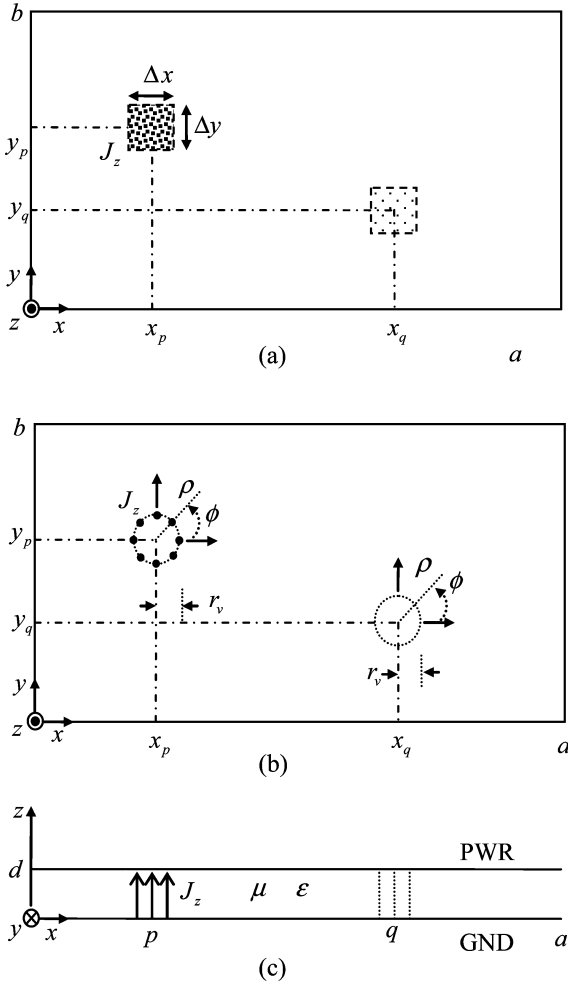 b
Δx
Δy
y_p
J_z
y_q
y
z
x
x_p
x_q
(a)
a
b
J_z
ρ
ϕ
y_p
ρ
ϕ
r_v
y_q
r_v
y
z
x
x_p
x_q
a
(b)
z
d
PWR
J_z
μ
ε
y
x
p
q
GND
a
(c)